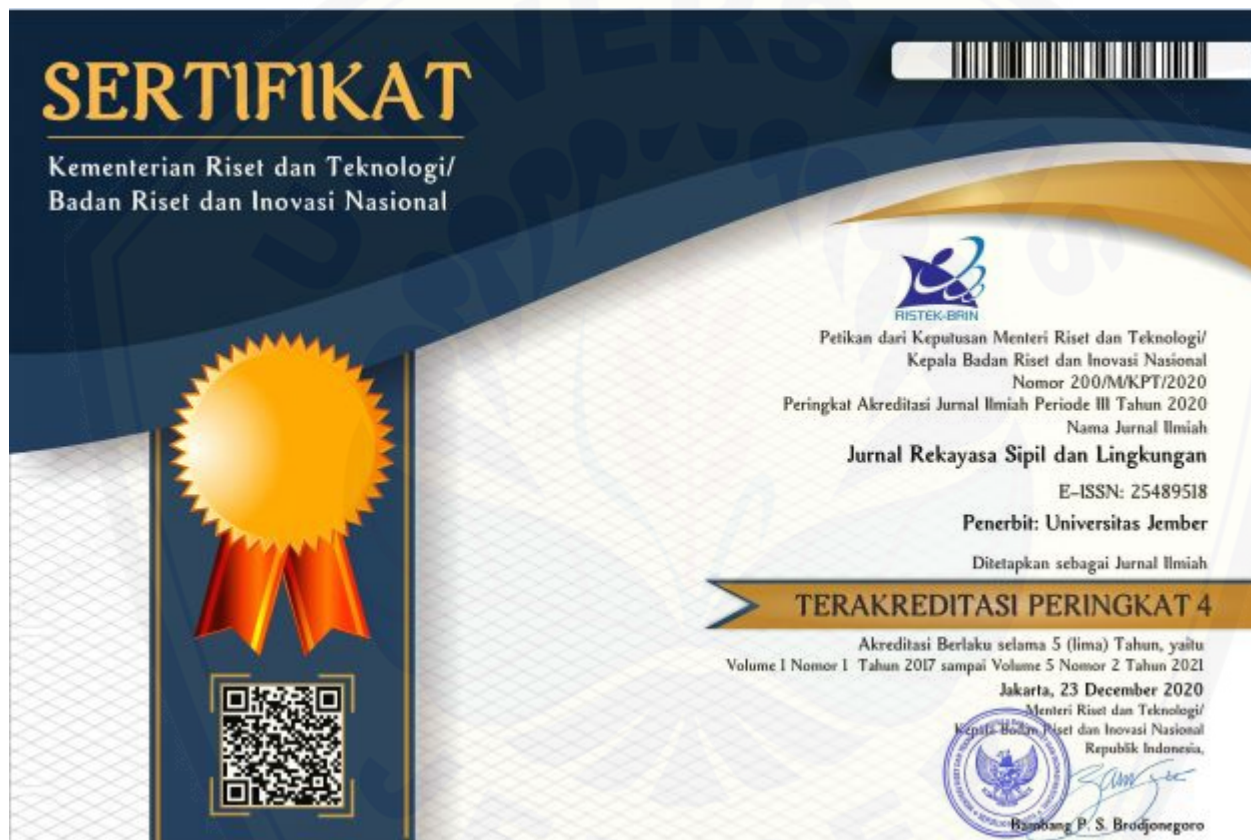 SERTIFIKAT
Kementerian Riset dan Teknologi/
Badan Riset dan Inovasi Nasional
UNIVERSITAS
RISTEK-BRIN
Petikan dari Keputusan Menteri Riset dan Teknologi/
Kepala Badan Riset dan Inovasi Nasional
Nomor 200/M/KPT/2020
Peringkat Akreditasi Jurnal Ilmiah Periode III Tahun 2020
Nama Jurnal Ilmiah
Jurnal Rekayasa Sipil dan Lingkungan
E-ISSN: 25489518
Penerbit: Universitas Jember
Ditetapkan sebagai Jurnal Ilmiah
TERAKREDITASI PERINGKAT 4
Akreditasi Berlaku selama 5 (lima) Tahun, yaitu
Volume 1 Nomor 1 Tahun 2017 sampai Volume 5 Nomor 2 Tahun 2021
Jakarta, 23 December 2020
Menteri Riset dan Teknologi/
Kepala Badan Riset dan Inovasi Nasional
Republik Indonesia,
Bambang P. S. Brodjonegoro